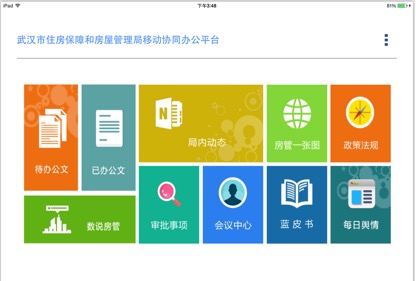 iPad
下午3:48
81%
武汉市住房保障和房屋管理局移动协同办公平台
待办公文
已办公文
N
局内动态
房管一张图
政策法规
数说房管
审批事项
会议中心
蓝皮书
每日舆情